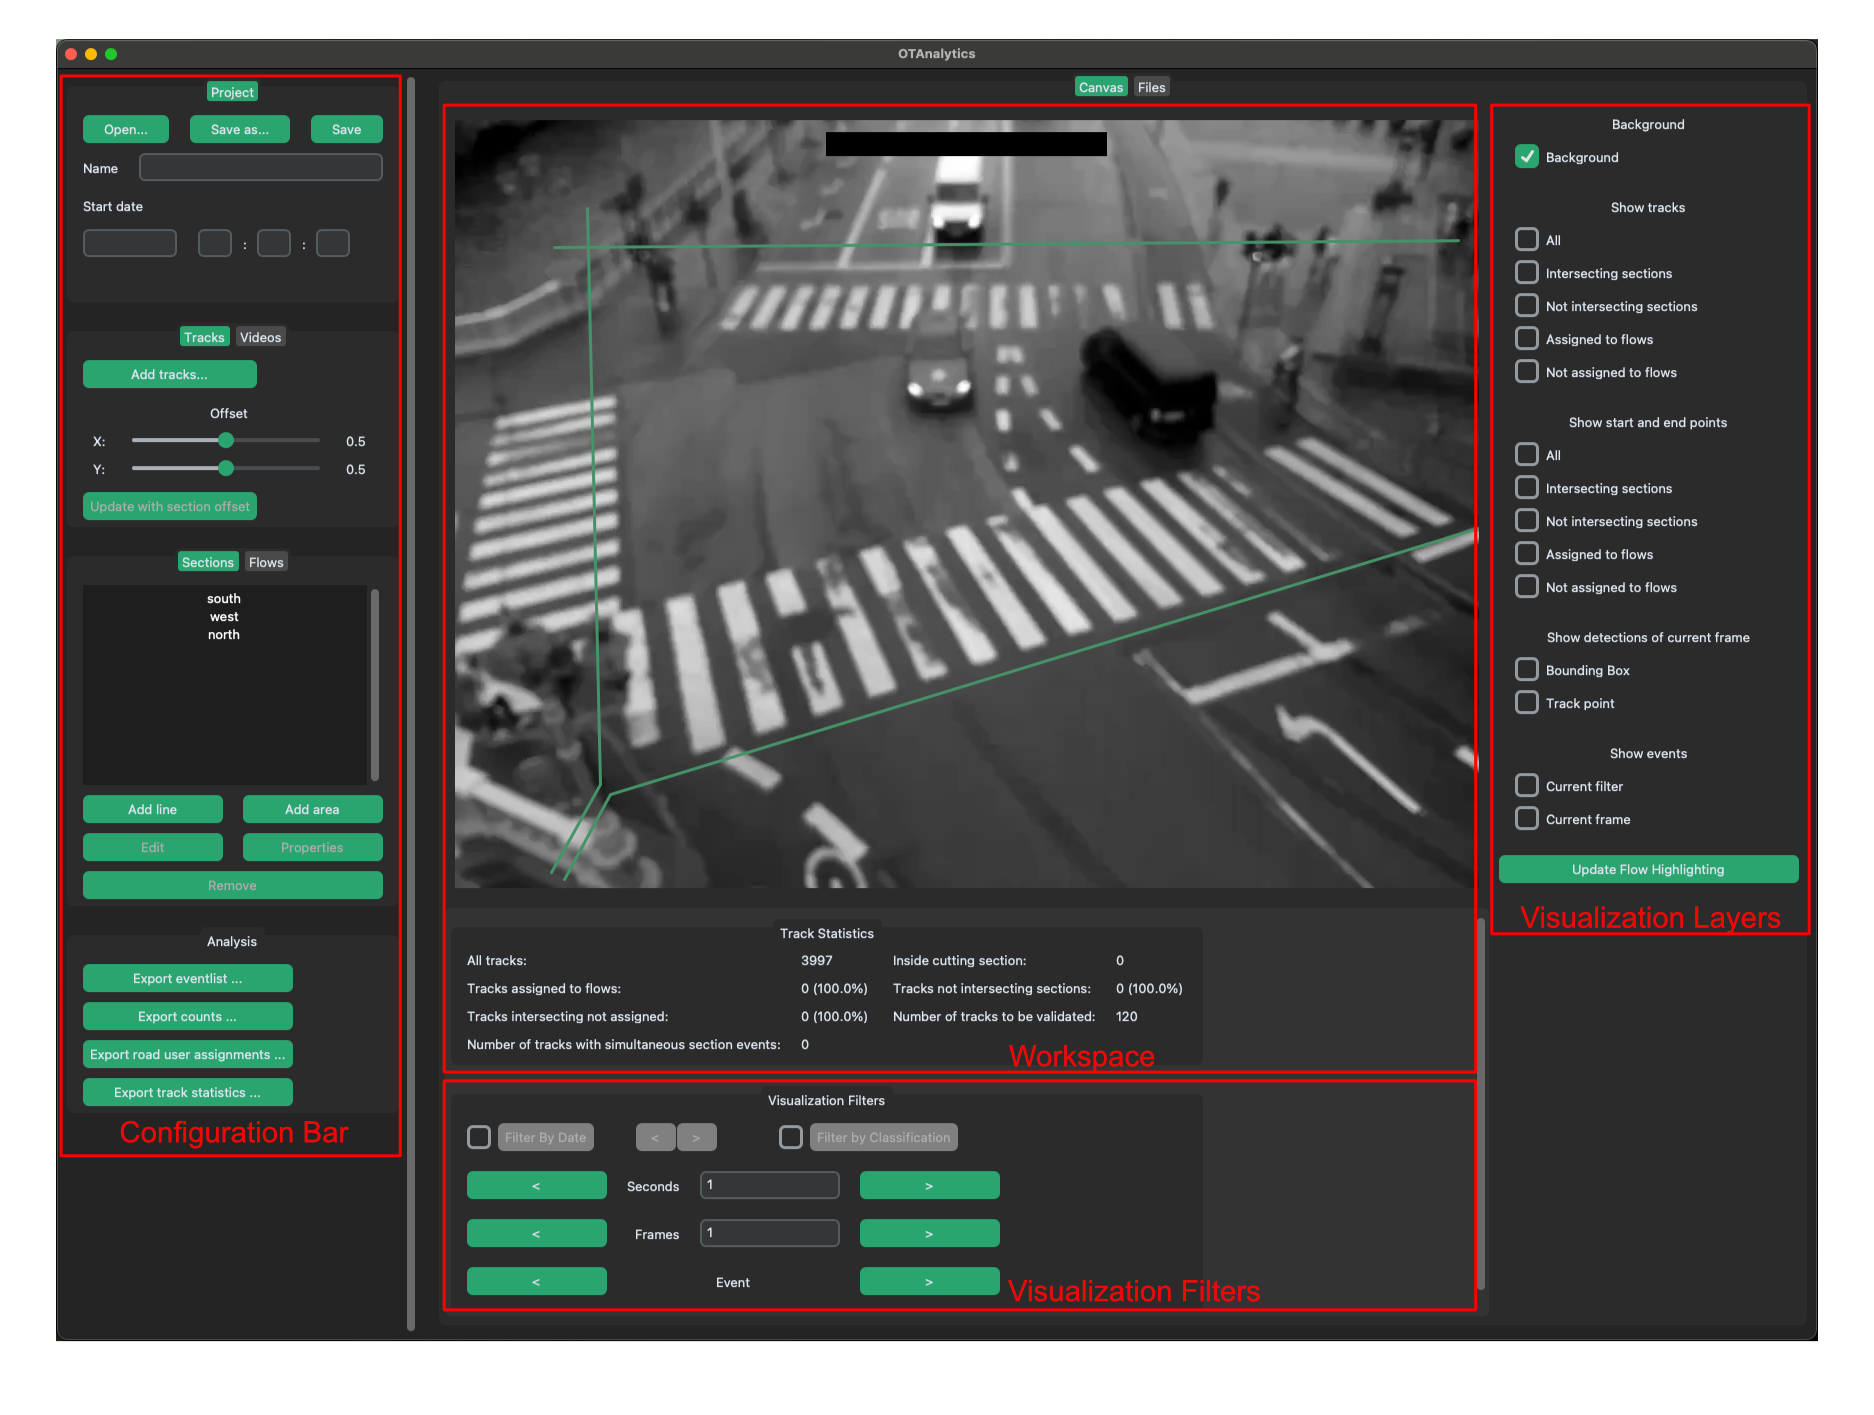 OTAnalytics
Project
Open... Save as... Save
Name
Start date
: :
Tracks Videos
Add tracks...
Offset
X: 0.5
Y: 0.5
Update with section offset
Sections Flows
south
west
north
Add line Add area
Edit Properties
Remove
Analysis
Export eventlist ...
Export counts ...
Export road user assignments ...
Export track statistics ...
Configuration Bar
Canvas Files
Track Statistics
All tracks: 3997 Inside cutting section: 0
Tracks assigned to flows: 0 (100.0%) Tracks not intersecting sections: 0 (100.0%)
Tracks intersecting not assigned: 0 (100.0%) Number of tracks to be validated: 120
Number of tracks with simultaneous section events: 0
Workspace
Visualization Filters
Filter By Date < > Filter by Classification
< Seconds 1 >
< Frames 1 >
< Event >
Visualization Filters
Background
Background
Show tracks
All
Intersecting sections
Not intersecting sections
Assigned to flows
Not assigned to flows
Show start and end points
All
Intersecting sections
Not intersecting sections
Assigned to flows
Not assigned to flows
Show detections of current frame
Bounding Box
Track point
Show events
Current filter
Current frame
Update Flow Highlighting
Visualization Layers